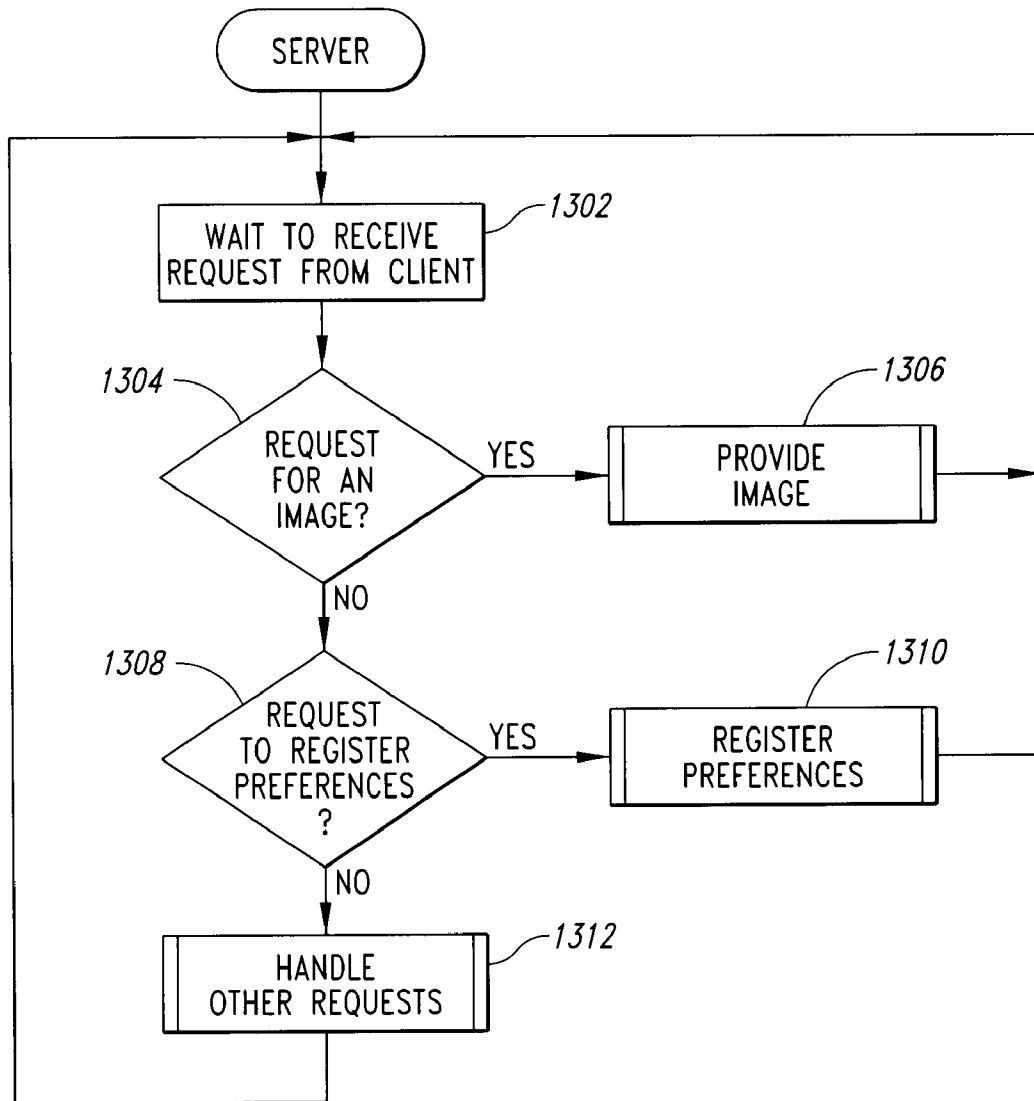 SERVER
1302
WAIT TO RECEIVE
REQUEST FROM CLIENT
1304
REQUEST
FOR AN
IMAGE?
YES
1306
PROVIDE
IMAGE
NO
1308
REQUEST
TO REGISTER
PREFERENCES
?
YES
1310
REGISTER
PREFERENCES
NO
1312
HANDLE
OTHER REQUESTS